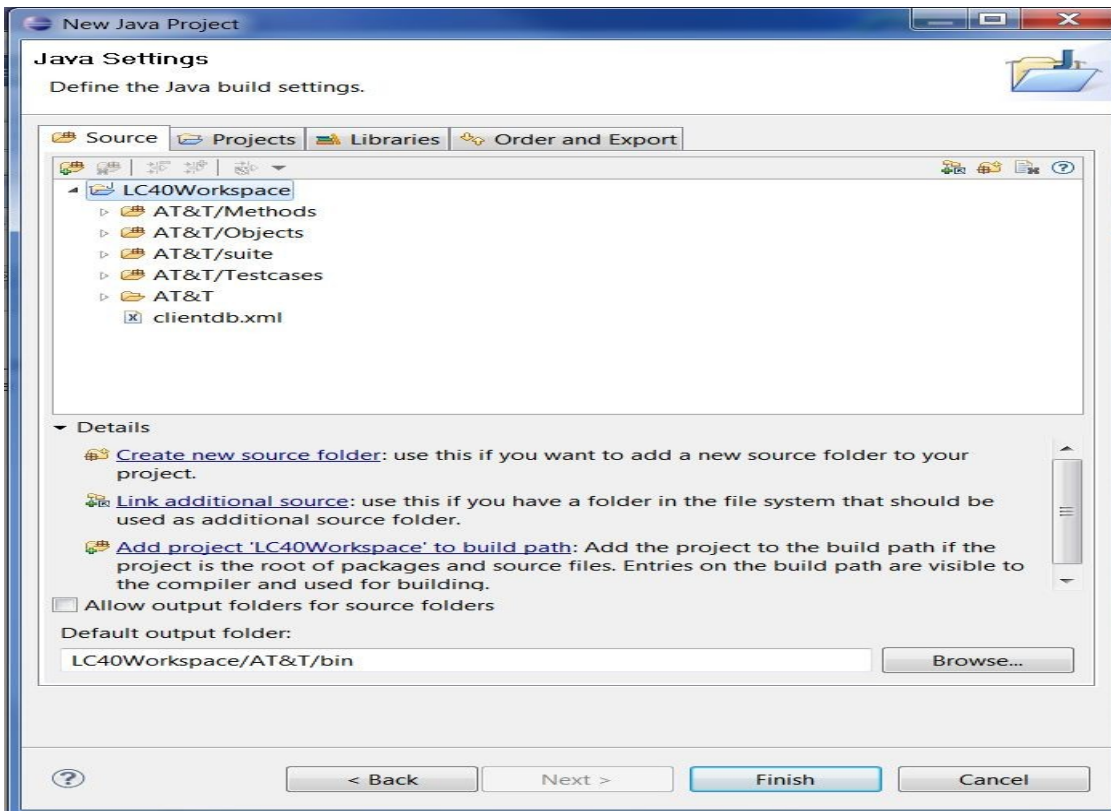 New Java Project
Java Settings
Define the Java build settings.
Source Projects Libraries Order and Export
LC40Workspace
AT&T/Methods
AT&T/Objects
AT&T/suite
AT&T/Testcases
AT&T
clientdb.xml
Details
Create new source folder: use this if you want to add a new source folder to your
project.
Link additional source: use this if you have a folder in the file system that should be
used as additional source folder.
Add project 'LC40Workspace' to build path: Add the project to the build path if the
project is the root of packages and source files. Entries on the build path are visible to
the compiler and used for building.
Allow output folders for source folders
Default output folder:
LC40Workspace/AT&T/bin
Browse...
< Back Next > Finish Cancel